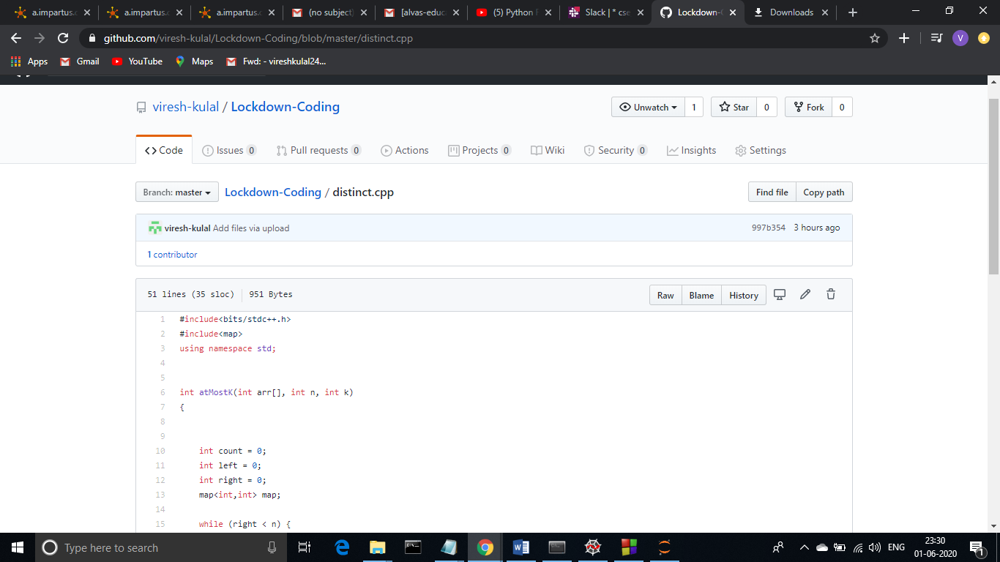 a.impartus.c
a.impartus.c
a.impartus.c
(no subject)
[alvas-educ
(5) Python F
Slack | * cse
Lockdown-C
Downloads
github.com/viresh-kulal/Lockdown-Coding/blob/master/distinct.cpp
V
Apps
Gmail
YouTube
Maps
Fwd: - vireshkulal24...
viresh-kulal / Lockdown-Coding
Unwatch 1
Star 0
Fork 0
Code
Issues 0
Pull requests 0
Actions
Projects 0
Wiki
Security 0
Insights
Settings
Branch: master
Lockdown-Coding / distinct.cpp
Find file
Copy path
viresh-kulal Add files via upload
997b354 3 hours ago
1 contributor
51 lines (35 sloc) 951 Bytes
Raw
Blame
History
1 #include<bits/stdc++.h>
2 #include<map>
3 using namespace std;
4
5
6 int atMostK(int arr[], int n, int k)
7 {
8
9
10 int count = 0;
11 int left = 0;
12 int right = 0;
13 map<int,int> map;
14
15 while (right < n) {
Type here to search
ENG
23:30
01-06-2020
1